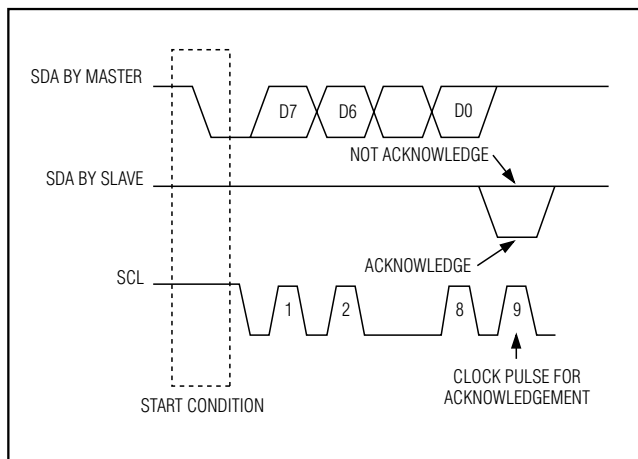 SDA BY MASTER
D7
D6
D0
NOT ACKNOWLEDGE
SDA BY SLAVE
ACKNOWLEDGE
SCL
1
2
8
9
CLOCK PULSE FOR
ACKNOWLEDGEMENT
START CONDITION